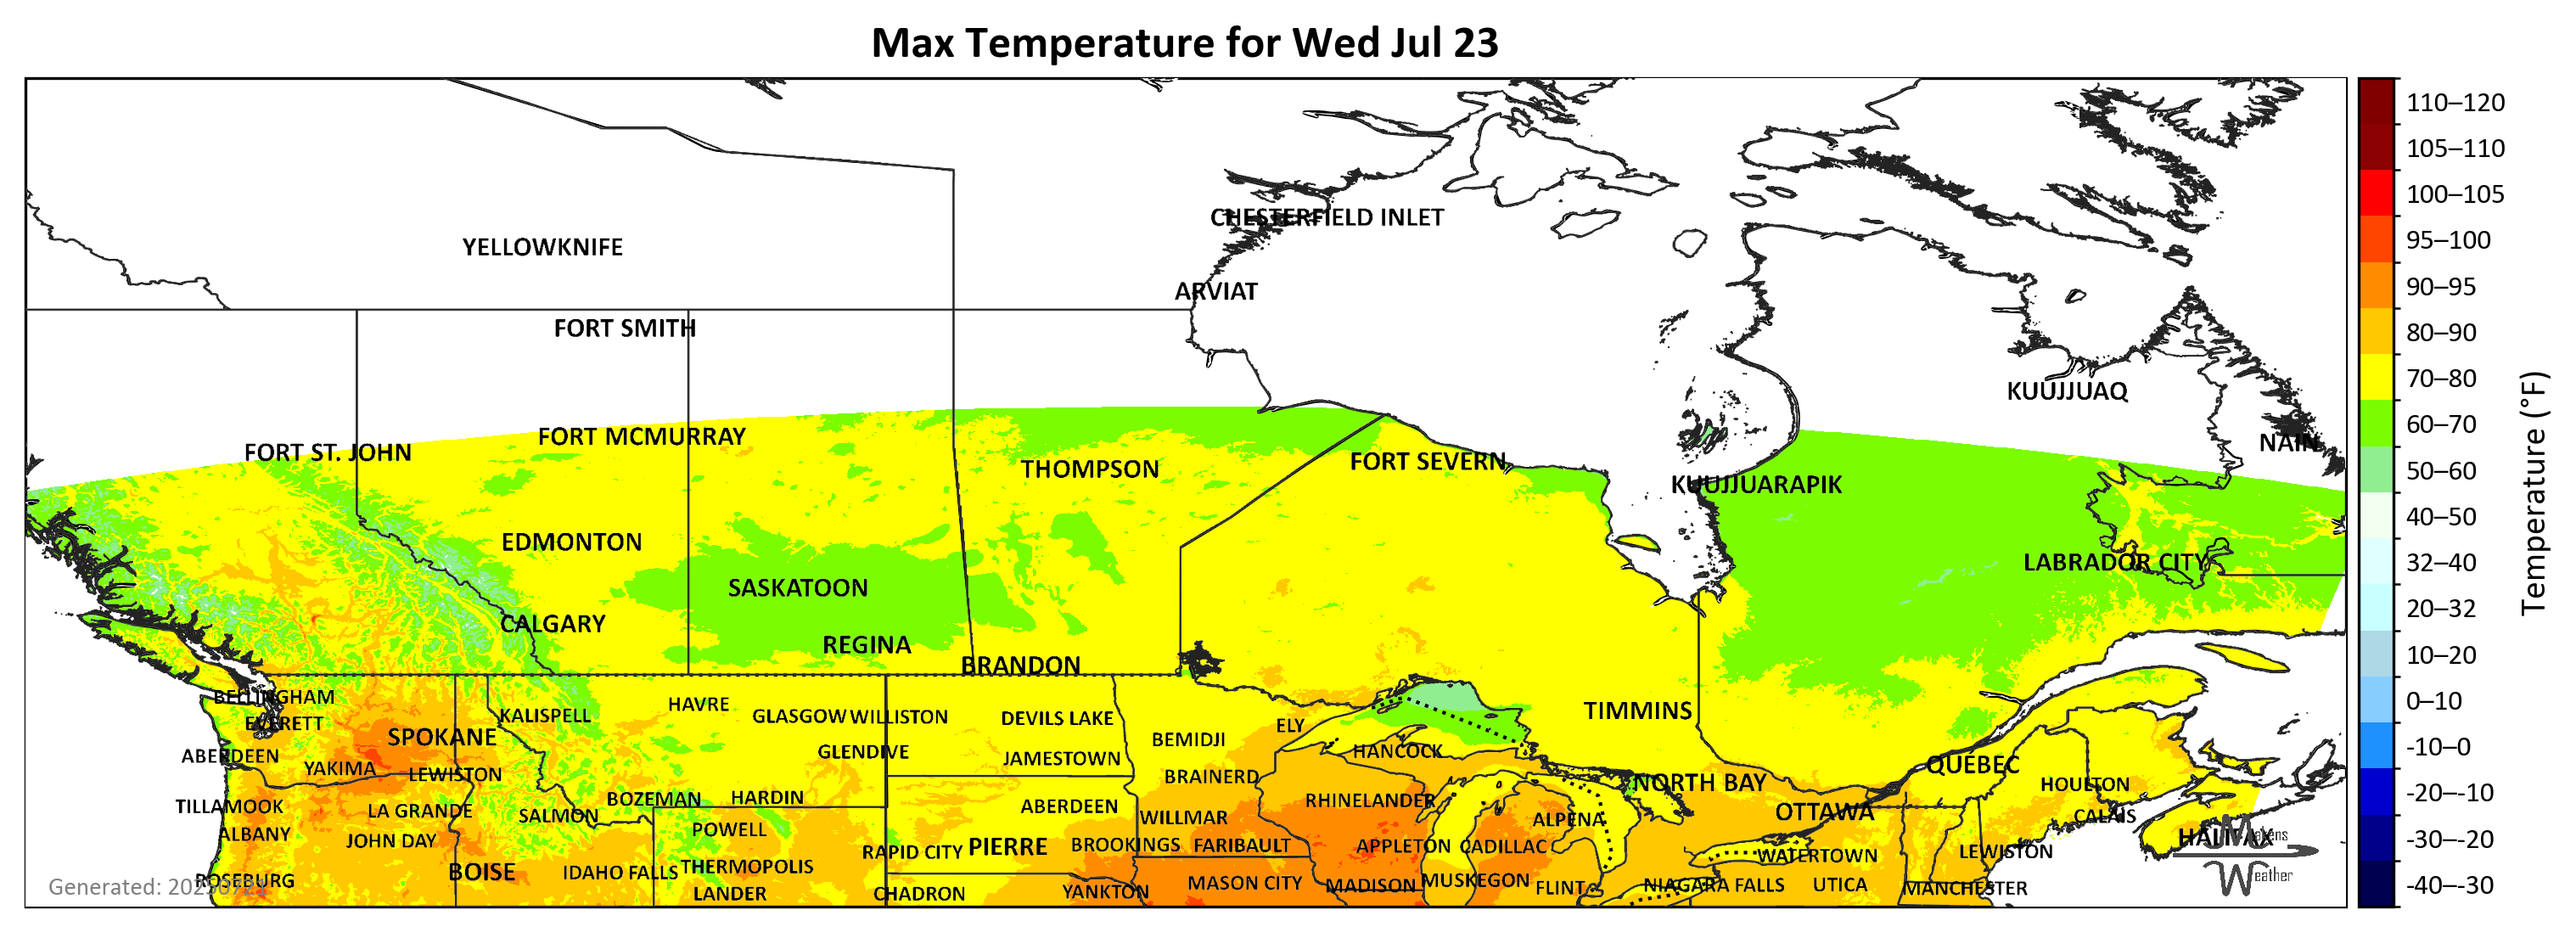 Max Temperature for Wed Jul 23
CHESTERFIELD INLET
YELLOWKNIFE
ARVIAT
FORT SMITH
KUUJJUAQ
FORT MCMURRAY
NAIN
FORT ST. JOHN
FORT SEVERN
THOMPSON
KUUJJUARAPIK
EDMONTON
LABRADOR CITY
SASKATOON
CALGARY
REGINA
BRANDON
BELLINGHAM
HAVRE
TIMMINS
KALISPELL
GLASGOW WILLISTON
DEVILS LAKE
EVERETT
ELY
SPOKANE
BEMIDJI
GLENDIVE
HANCOCK
ABERDEEN
JAMESTOWN
QUÉBEC
YAKIMA
LEWISTON
BRAINERD
NORTH BAY
HOULTON
BOZEMAN
HARDIN
RHINELANDER
TILLAMOOK
ABERDEEN
LA GRANDE
OTTAWA
SALMON
WILLMAR
CALAIS
ALPENA
POWELL
ALBANY
HALIFAX
JOHN DAY
BROOKINGS
FARIBAULT
APPLETON
CADILLAC
PIERRE
RAPID CITY
LEWISTON
WATERTOWN
THERMOPOLIS
IDAHO FALLS
BOISE
ROSEBURG
MUSKEGON
MASON CITY
MADISON
NIAGARA FALLS
UTICA
FLINT
MANCHESTER
YANKTON
LANDER
CHADRON
Makens
Weather
110–120
105–110
100–105
95–100
90–95
80–90
70–80
60–70
50–60
40–50
32–40
20–32
10–20
0–10
-10–0
-20–-10
-30–-20
-40–-30
Temperature (°F)